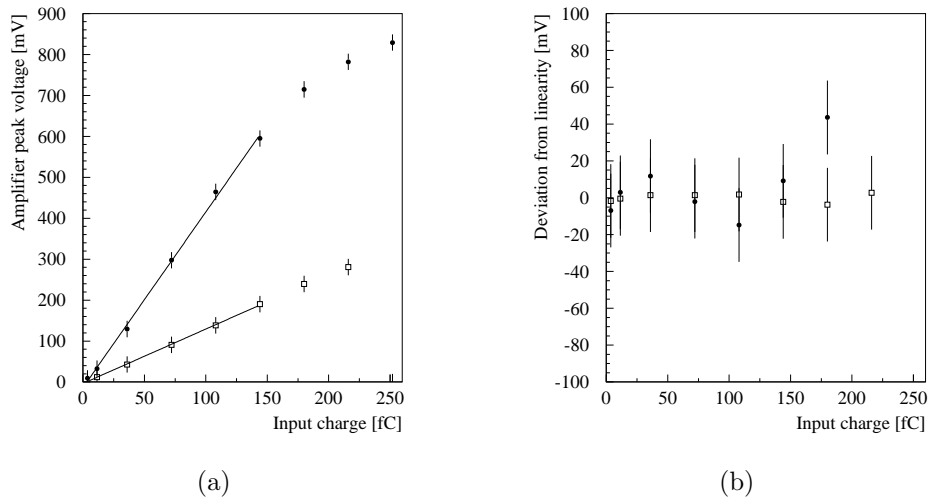 Amplifier peak voltage [mV]
900
800
700
600
500
400
300
200
100
0
0 50 100 150 200 250
Input charge [fC]
(a)
Deviation from linearity [mV]
100
80
60
40
20
0
-20
-40
-60
-80
-100
0 50 100 150 200 250
Input charge [fC]
(b)